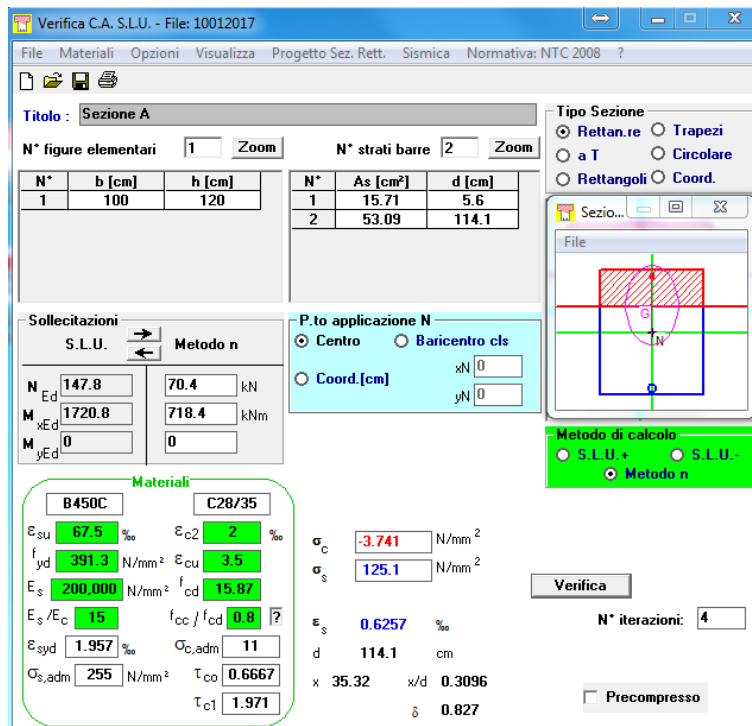 Verifica C.A. S.L.U. - File: 10012017
File Materiali Opzioni Visualizza Progetto Sez. Rett. Sismica Normativa: NTC 2008 ?
Titolo : Sezione A
N° figure elementari 1 Zoom
N° strati barre 2 Zoom
N° b [cm] h [cm]
1 100 120
N° As [cm²] d [cm]
1 15.71 5.6
2 53.09 114.1
Tipo Sezione
Rettan.re Trapezi
a T Circolare
Rettangoli Coord.
Sezio...
File
G
N
Sollecitazioni
S.L.U. Metodo n
N Ed 147.8 70.4 kN
M xEd 1720.8 718.4 kNm
M yEd 0 0
P.to applicazione N
Centro Baricentro cls
Coord.[cm] xN 0
yN 0
Metodo di calcolo
S.L.U.+ S.L.U.-
Metodo n
Materiali
B450C C28/35
εsu 67.5 ‰ εc2 2 ‰
fyd 391.3 N/mm² εcu 3.5
Es 200,000 N/mm² fcd 15.87
Es/Ec 15 fcc/fcd 0.8 ?
εsyd 1.957 ‰ σc,adm 11
σs,adm 255 N/mm² τco 0.6667
τc1 1.971
σc -3.741 N/mm²
σs 125.1 N/mm²
εs 0.6257 ‰
d 114.1 cm
x 35.32 x/d 0.3096
δ 0.827
Verifica
N° iterazioni: 4
Precompresso